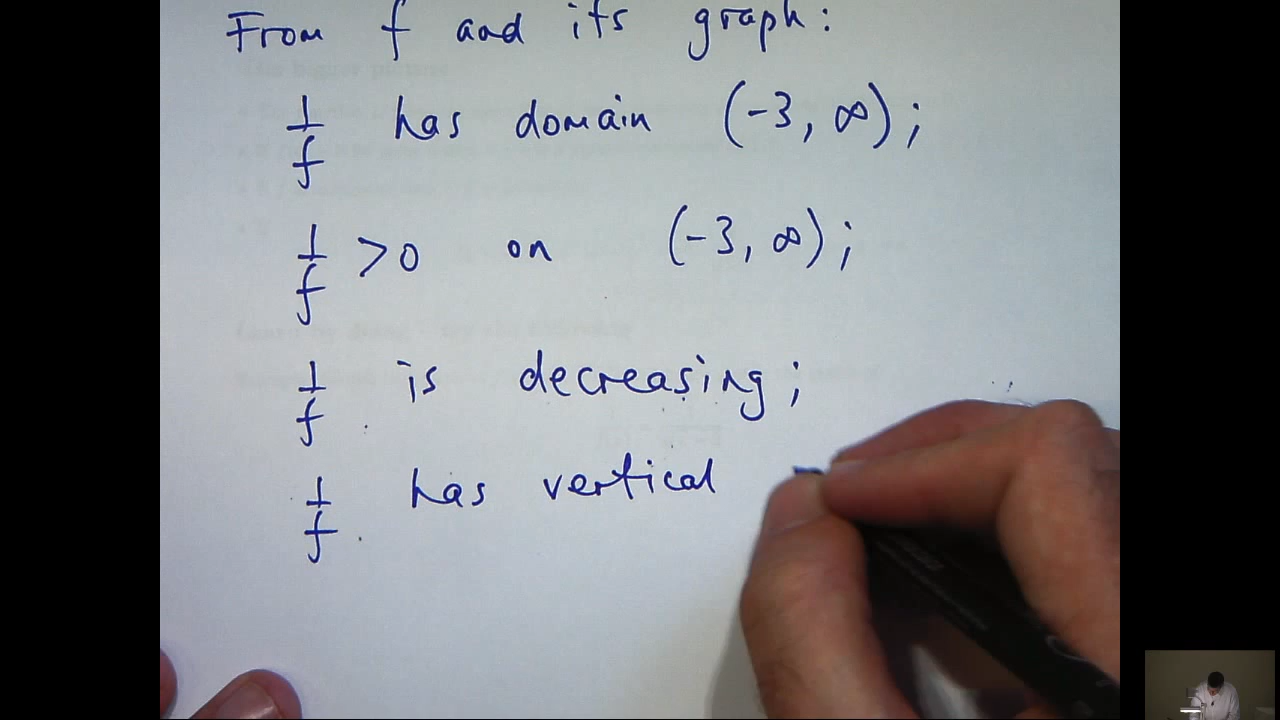 From f and its graph:
1/f has domain (-3, ∞);
1/f >0 on (-3, ∞);
1/f is decreasing;
1/f has vertical